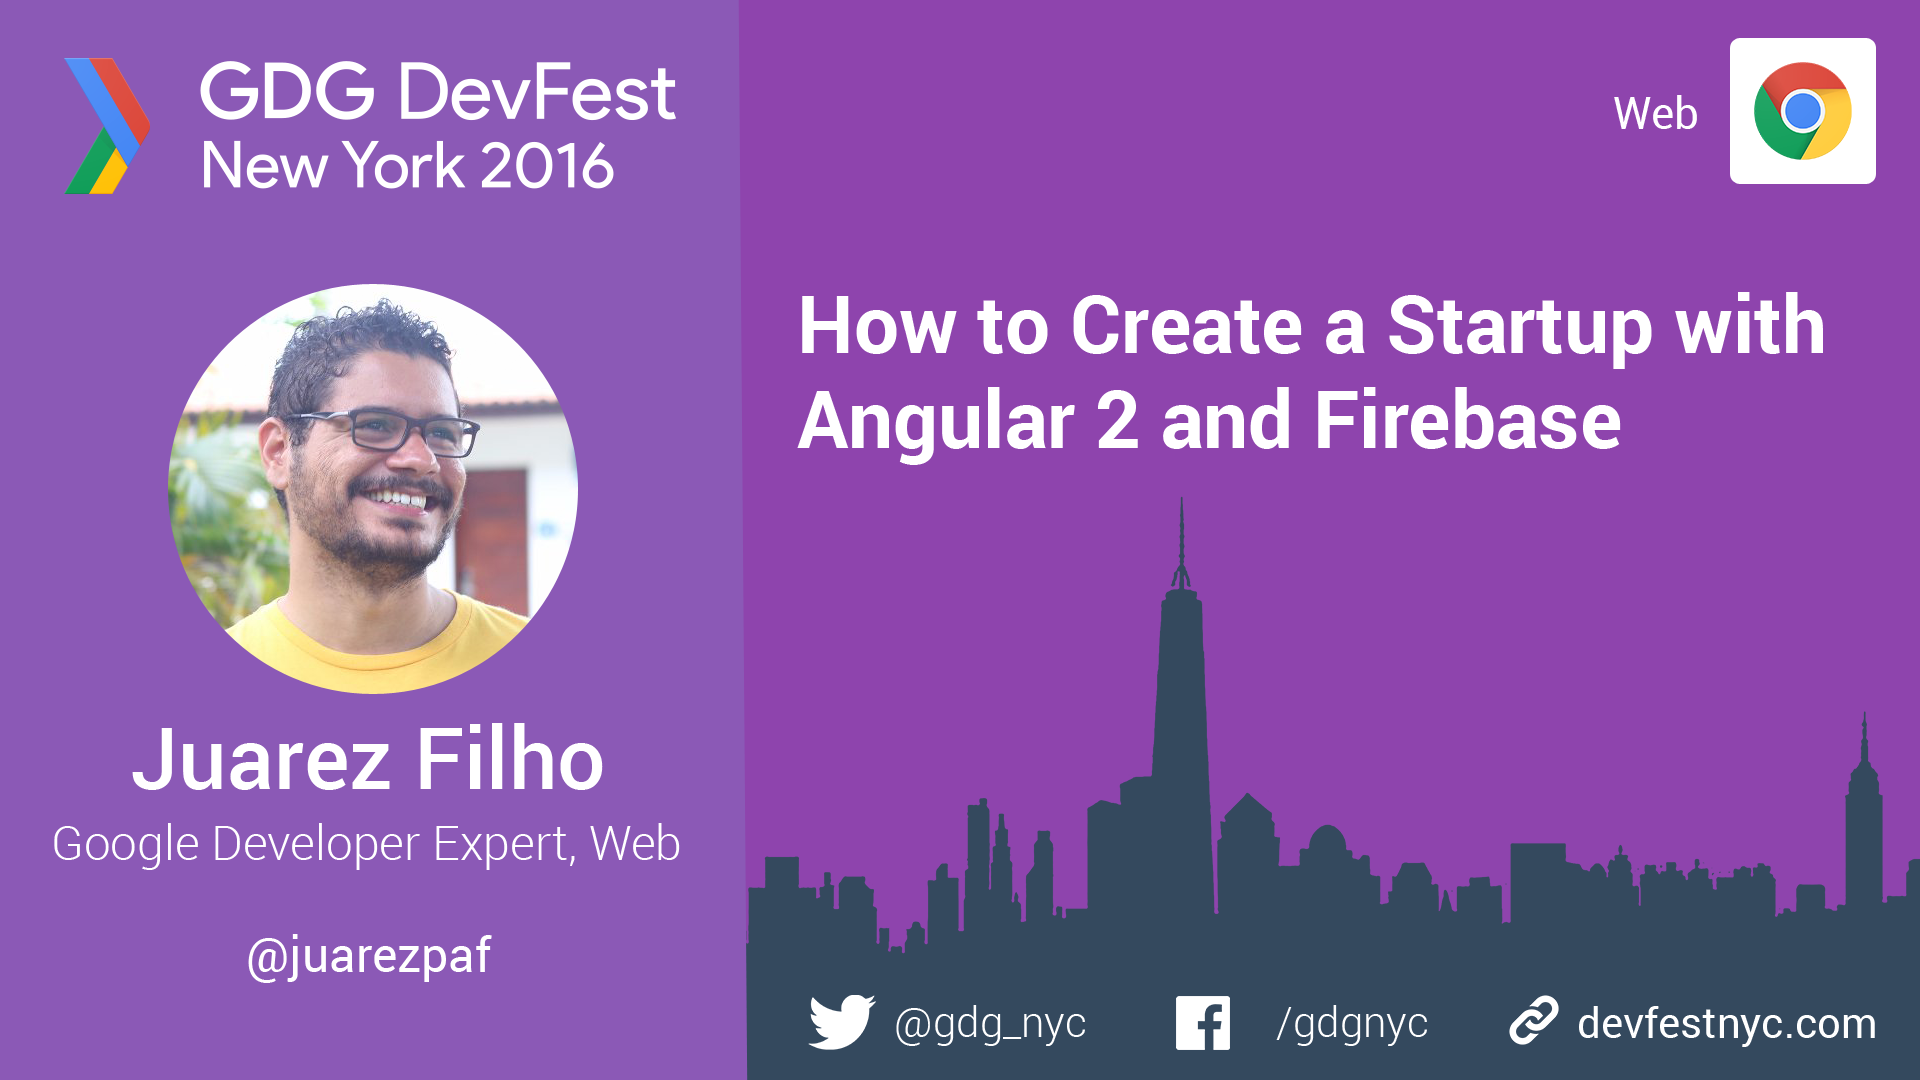 GDG DevFest
New York 2016
Juarez Filho
Google Developer Expert, Web
@juarezpaf
Web
How to Create a Startup with
Angular 2 and Firebase
@gdg_nyc
/gdgnyc
devfestnyc.com